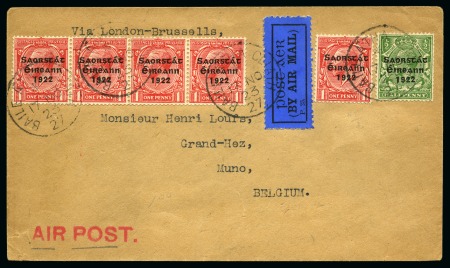 Via London-Brussells,
SAORSTÁT
ÉIREANN
1922
ONE PENNY
SAORSTÁT
ÉIREANN
1922
ONE PENNY
SAORSTÁT
ÉIREANN
1922
ONE PENNY
SAORSTÁT
ÉIREANN
1922
ONE PENNY
(BY AIR MAIL)
SAORSTÁT
ÉIREANN
1922
ONE PENNY
SAORSTÁT
ÉIREANN
1922
Monsieur Henri Loufs,
Grand-Hez,
Muno,
BELGIUM.
AIR POST.